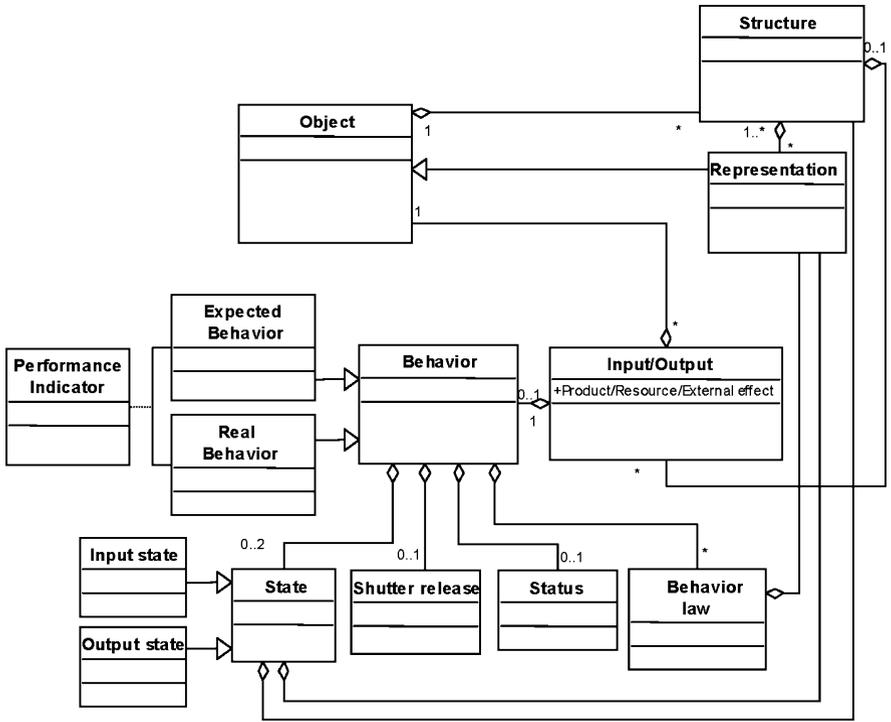 Structure
0..1
Object
1
*
1..*
*
Representation
1
*
Expected
Behavior
Performance
Indicator
Behavior
Input/Output
+Product/Resource/External effect
0..1
1
Real
Behavior
*
0..2
0..1
0..1
*
Input state
State
Shutter release
Status
Behavior
law
Output state